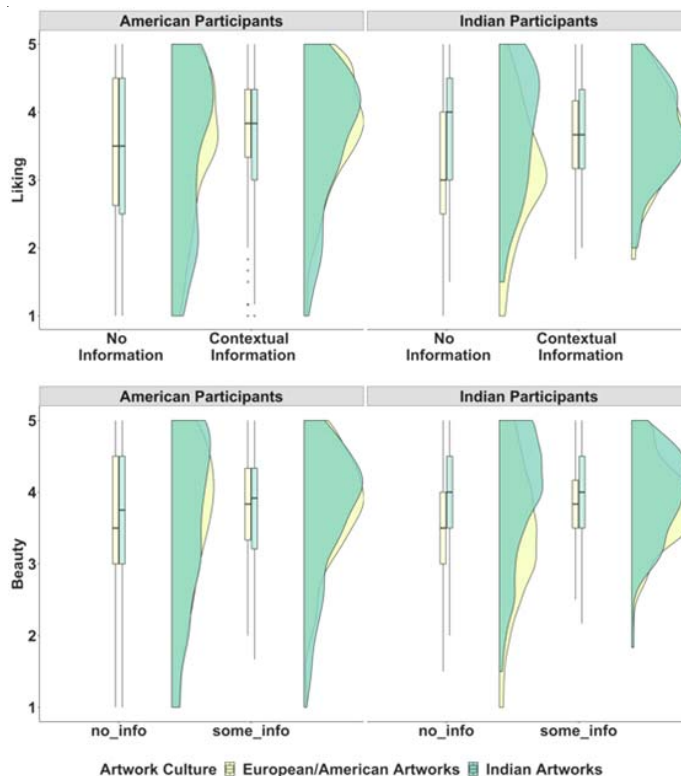 American Participants
Indian Participants
5
4
3
2
1
Liking
No
Information
Contextual
Information
No
Information
Contextual
Information
American Participants
Indian Participants
5
4
3
2
1
Beauty
no_info
some_info
no_info
some_info
Artwork Culture European/American Artworks Indian Artworks